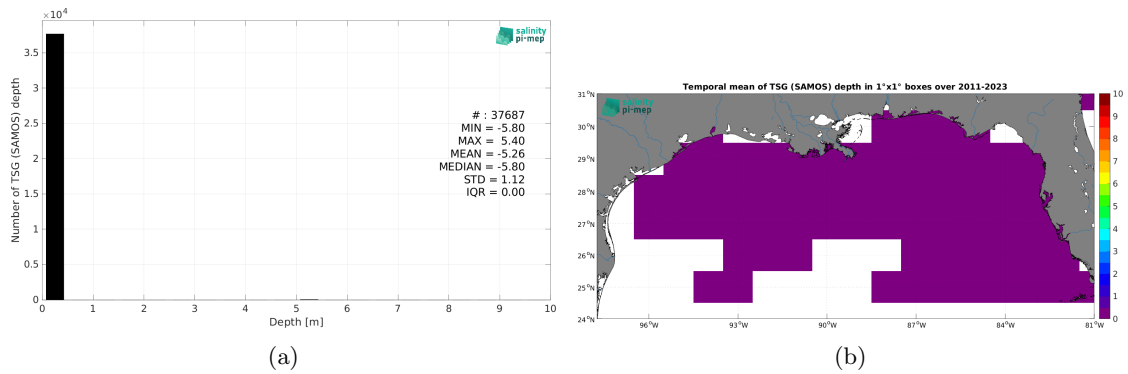 ×10⁴
salinity
pi-mep
Number of TSG (SAMOS) depth
3.5
3
2.5
2
1.5
1
0.5
0
# : 37687
MIN = -5.80
MAX = 5.40
MEAN = -5.26
MEDIAN = -5.80
STD = 1.12
IQR = 0.00
0 1 2 3 4 5 6 7 8 9 10
Depth [m]
(a)
Temporal mean of TSG (SAMOS) depth in 1°x1° boxes over 2011-2023
salinity
pi-mep
31°N
30°N
29°N
28°N
27°N
26°N
25°N
24°N
96°W 93°W 90°W 87°W 84°W 81°W
10
9
8
7
6
5
4
3
2
1
0
(b)